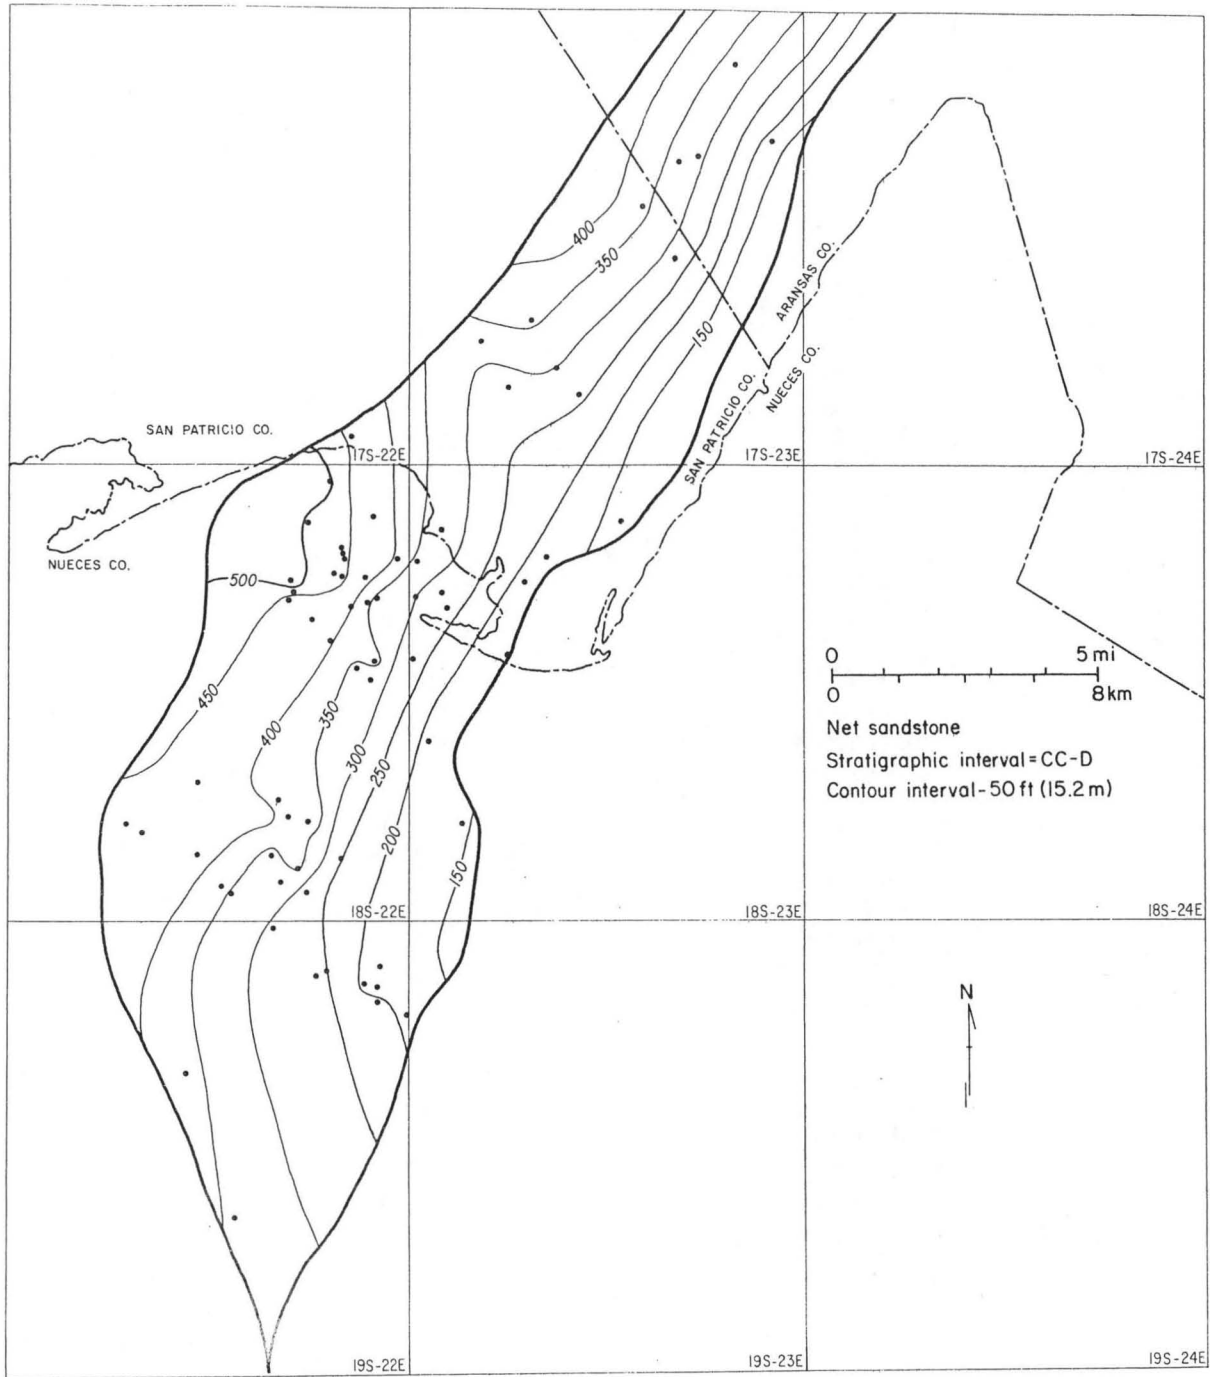 400
350
ARANSAS CO.
150
NUECES CO.
SAN PATRICIO CO.
SAN PATRICIO CO.
17S-22E
17S-23E
17S-24E
NUECES CO.
500
450
400
350
300
250
200
150
0 5 mi
0 8 km
Net sandstone
Stratigraphic interval = CC-D
Contour interval-50 ft (15.2 m)
18S-22E
18S-23E
18S-24E
N
19S-22E
19S-23E
19S-24E